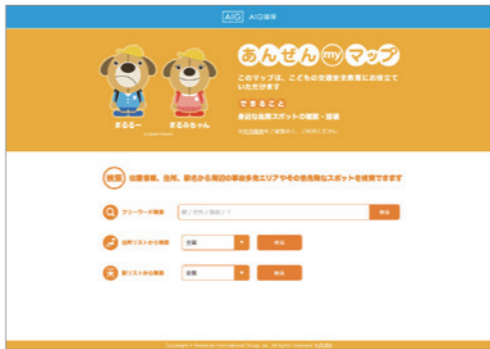 AIG AIG損保
あんぜんmyマップ
このマップは、こどもの交通安全教育にお役立て
いただけます
できること
身近な危険スポットの確認・投稿
まるるー まるみちゃん
検索 位置情報、住所、駅名から周辺の事故多発エリアやその他危険なスポットを検索できます
フリーワード検索 検索
住所リストから検索 全国 検索
駅リストから検索 全国 検索